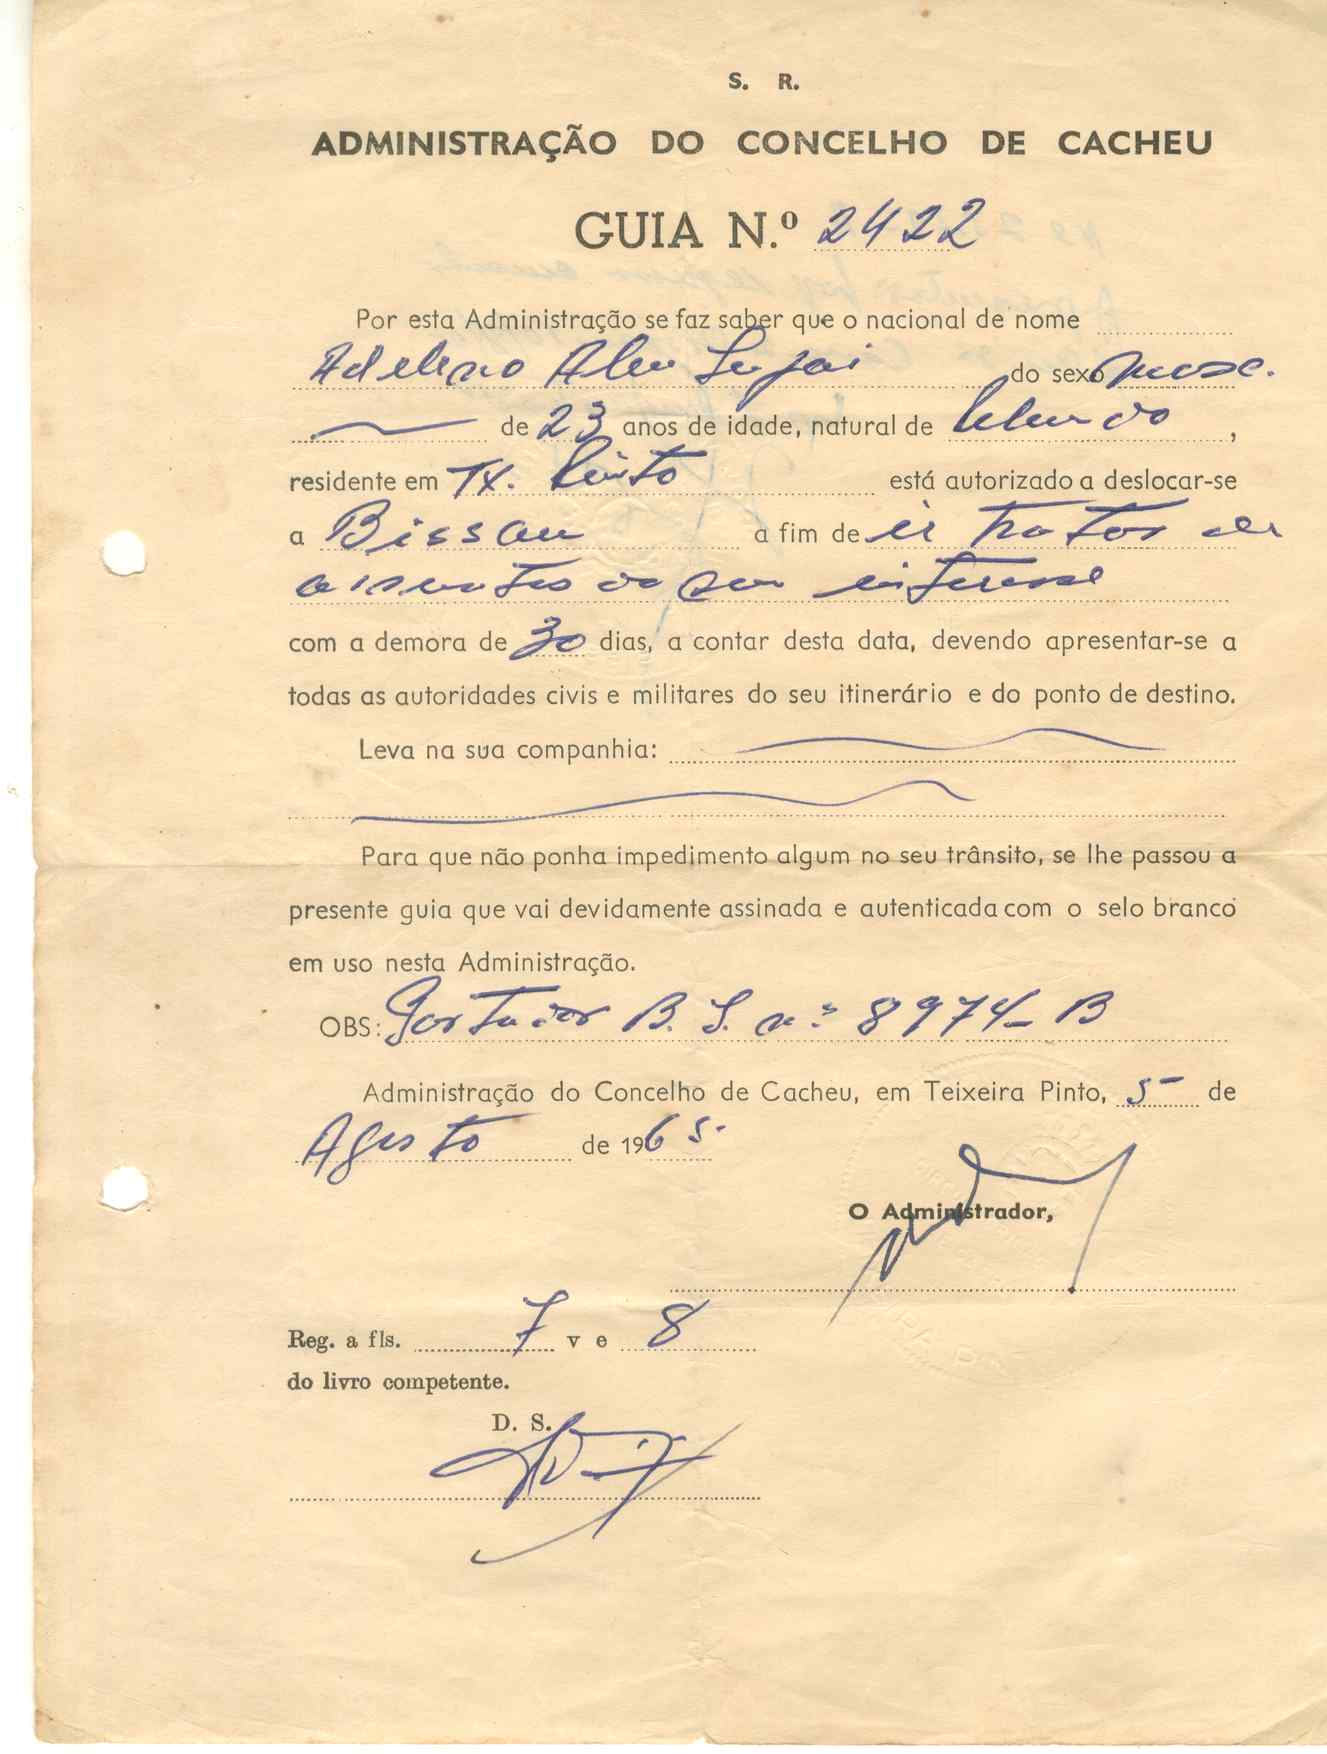 S. R.
ADMINISTRAÇÃO DO CONCELHO DE CACHEU
GUIA N.º 2422
Por esta Administração se faz saber que o nacional de nome
Adelino do sexo masc.
de 23 anos de idade, natural de ,
residente em Tx. Pinto está autorizado a deslocar-se
a Bissau a fim de ir tratar de
assuntos do seu interesse
com a demora de 30 dias, a contar desta data, devendo apresentar-se a
todas as autoridades civis e militares do seu itinerário e do ponto de destino.
Leva na sua companhia:
Para que não ponha impedimento algum no seu trânsito, se lhe passou a
presente guia que vai devidamente assinada e autenticada com o selo branco
em uso nesta Administração.
OBS: Portador B. I. nº 8974-B
Administração do Concelho de Cacheu, em Teixeira Pinto, 5 de
Agosto de 1965.
O Administrador,
Reg. a fls. 7 v e 8
do livro competente.
D. S.